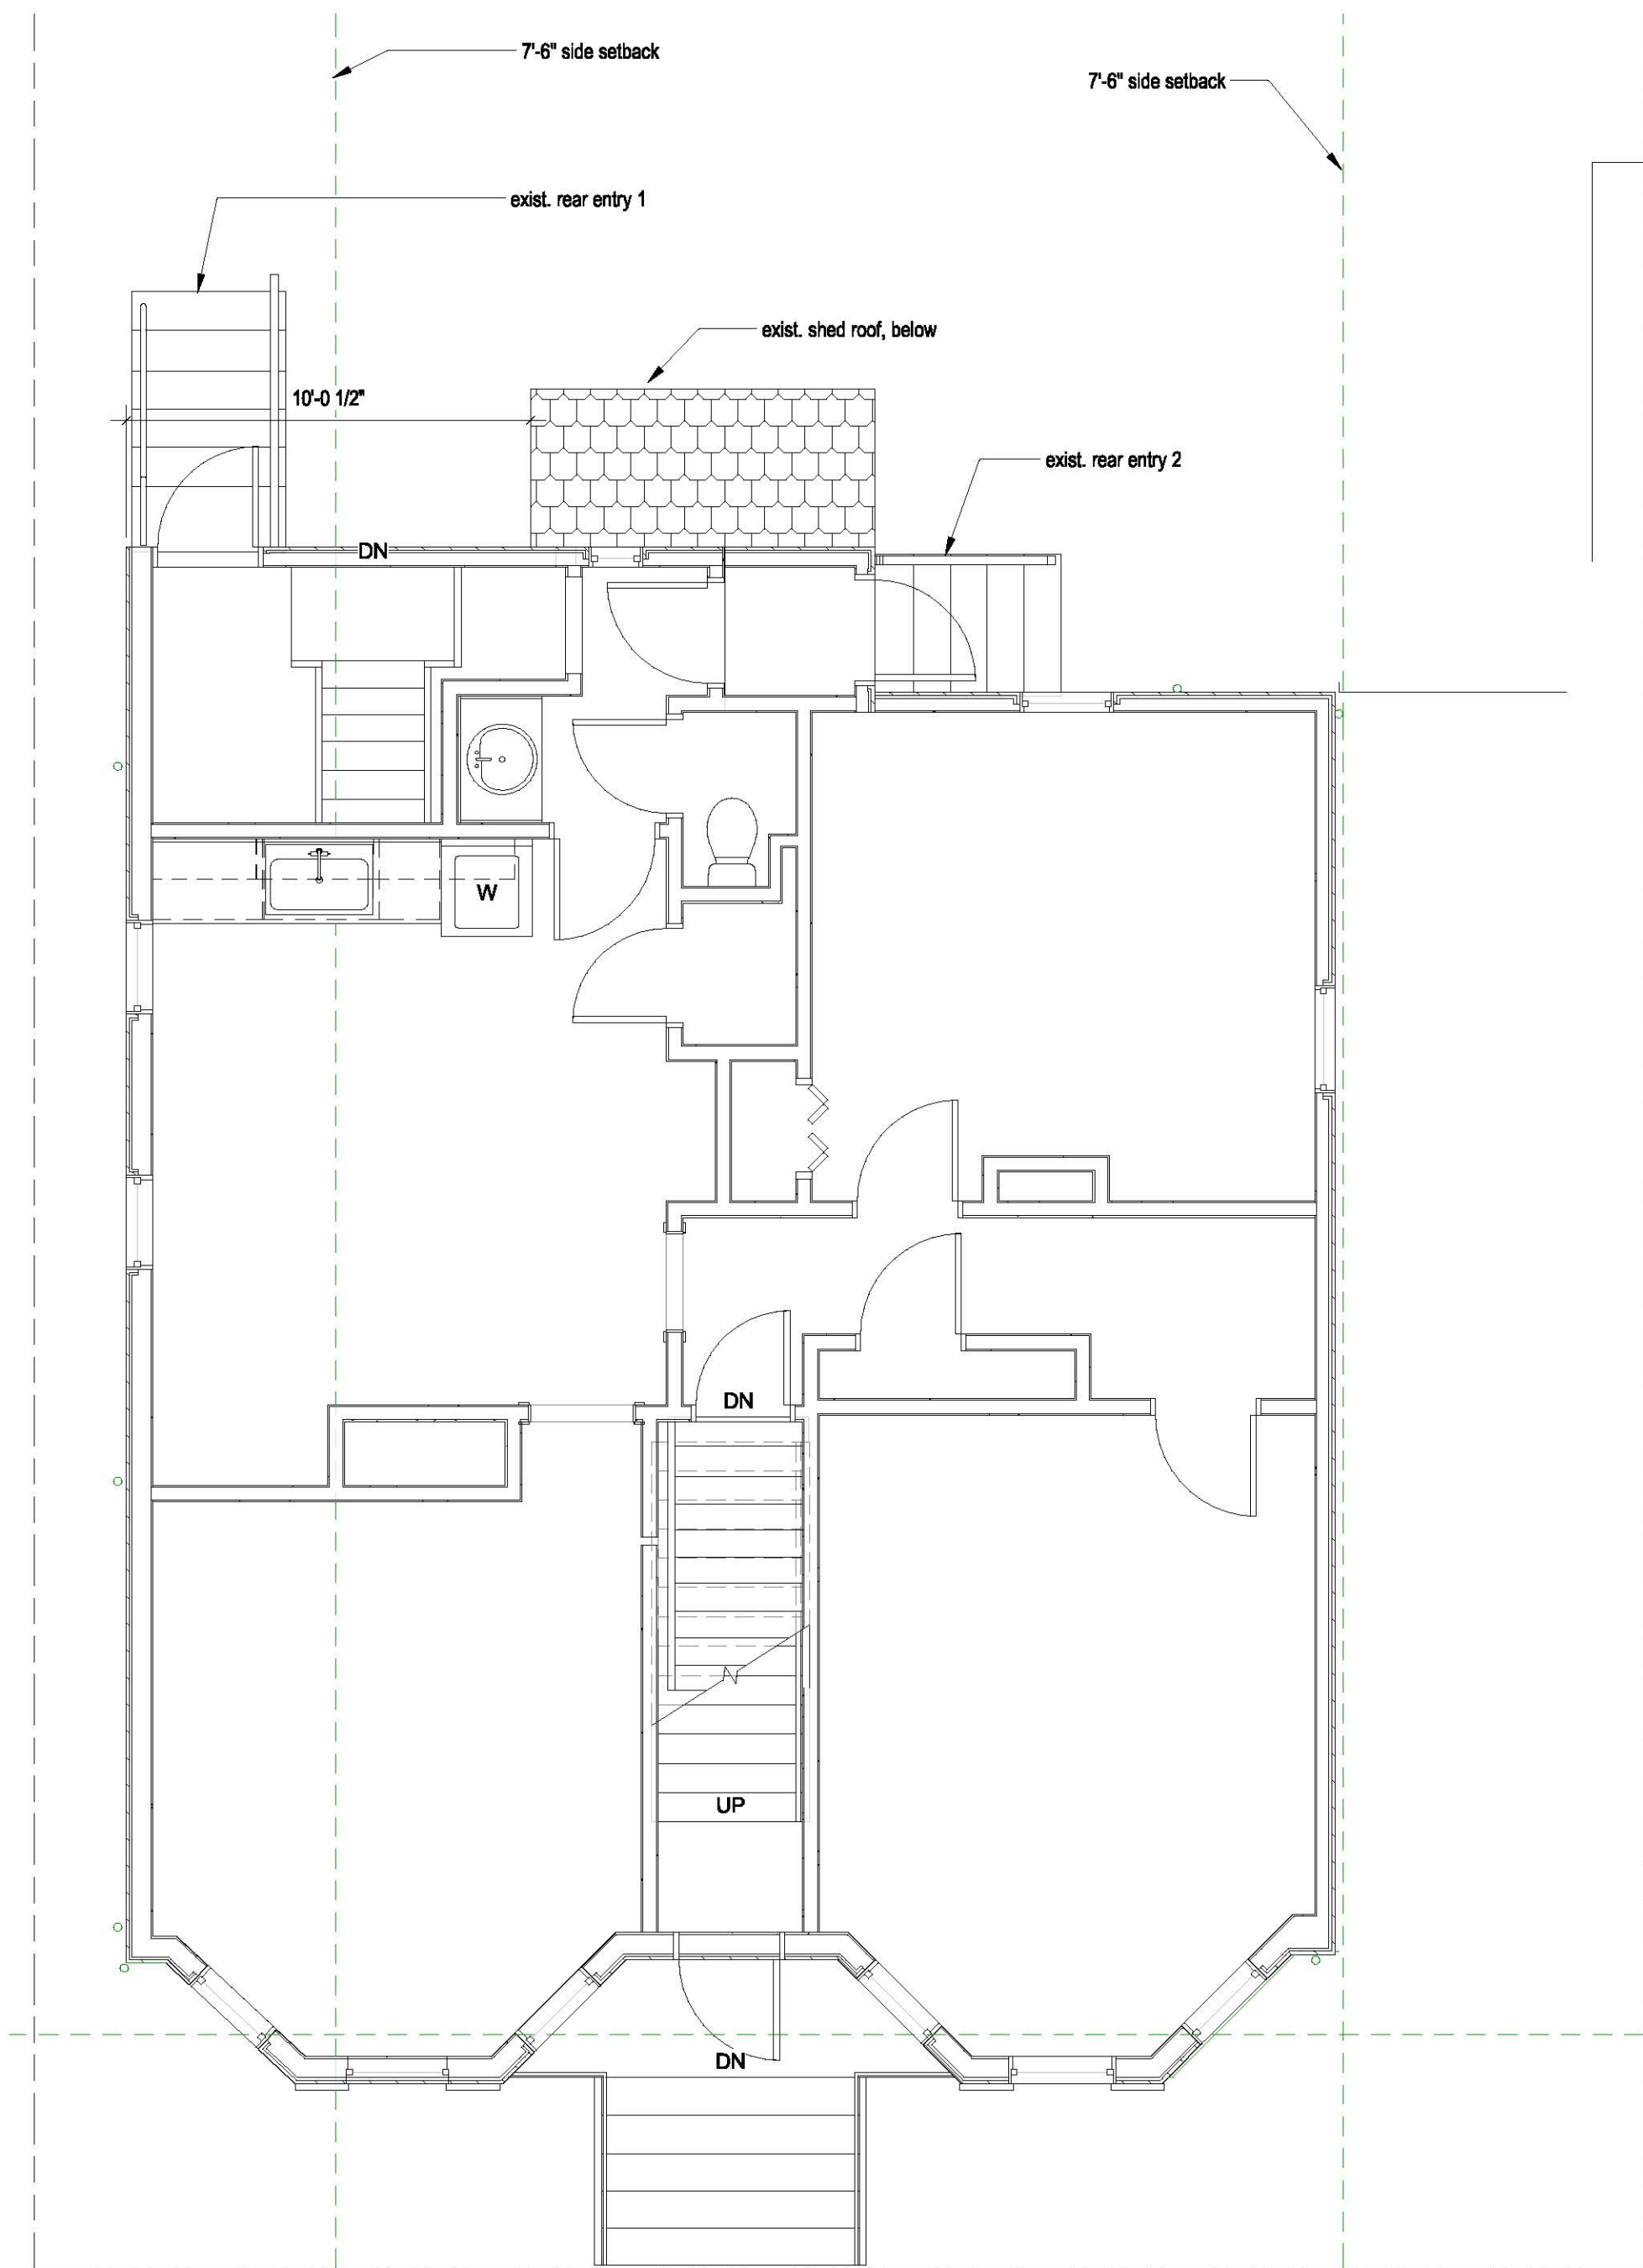 7'-6" side setback
7'-6" side setback
exist. rear entry 1
exist. shed roof, below
10'-0 1/2"
exist. rear entry 2
DN
W
DN
UP
DN